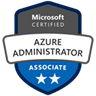 Microsoft
CERTIFIED
AZURE
ADMINISTRATOR
ASSOCIATE